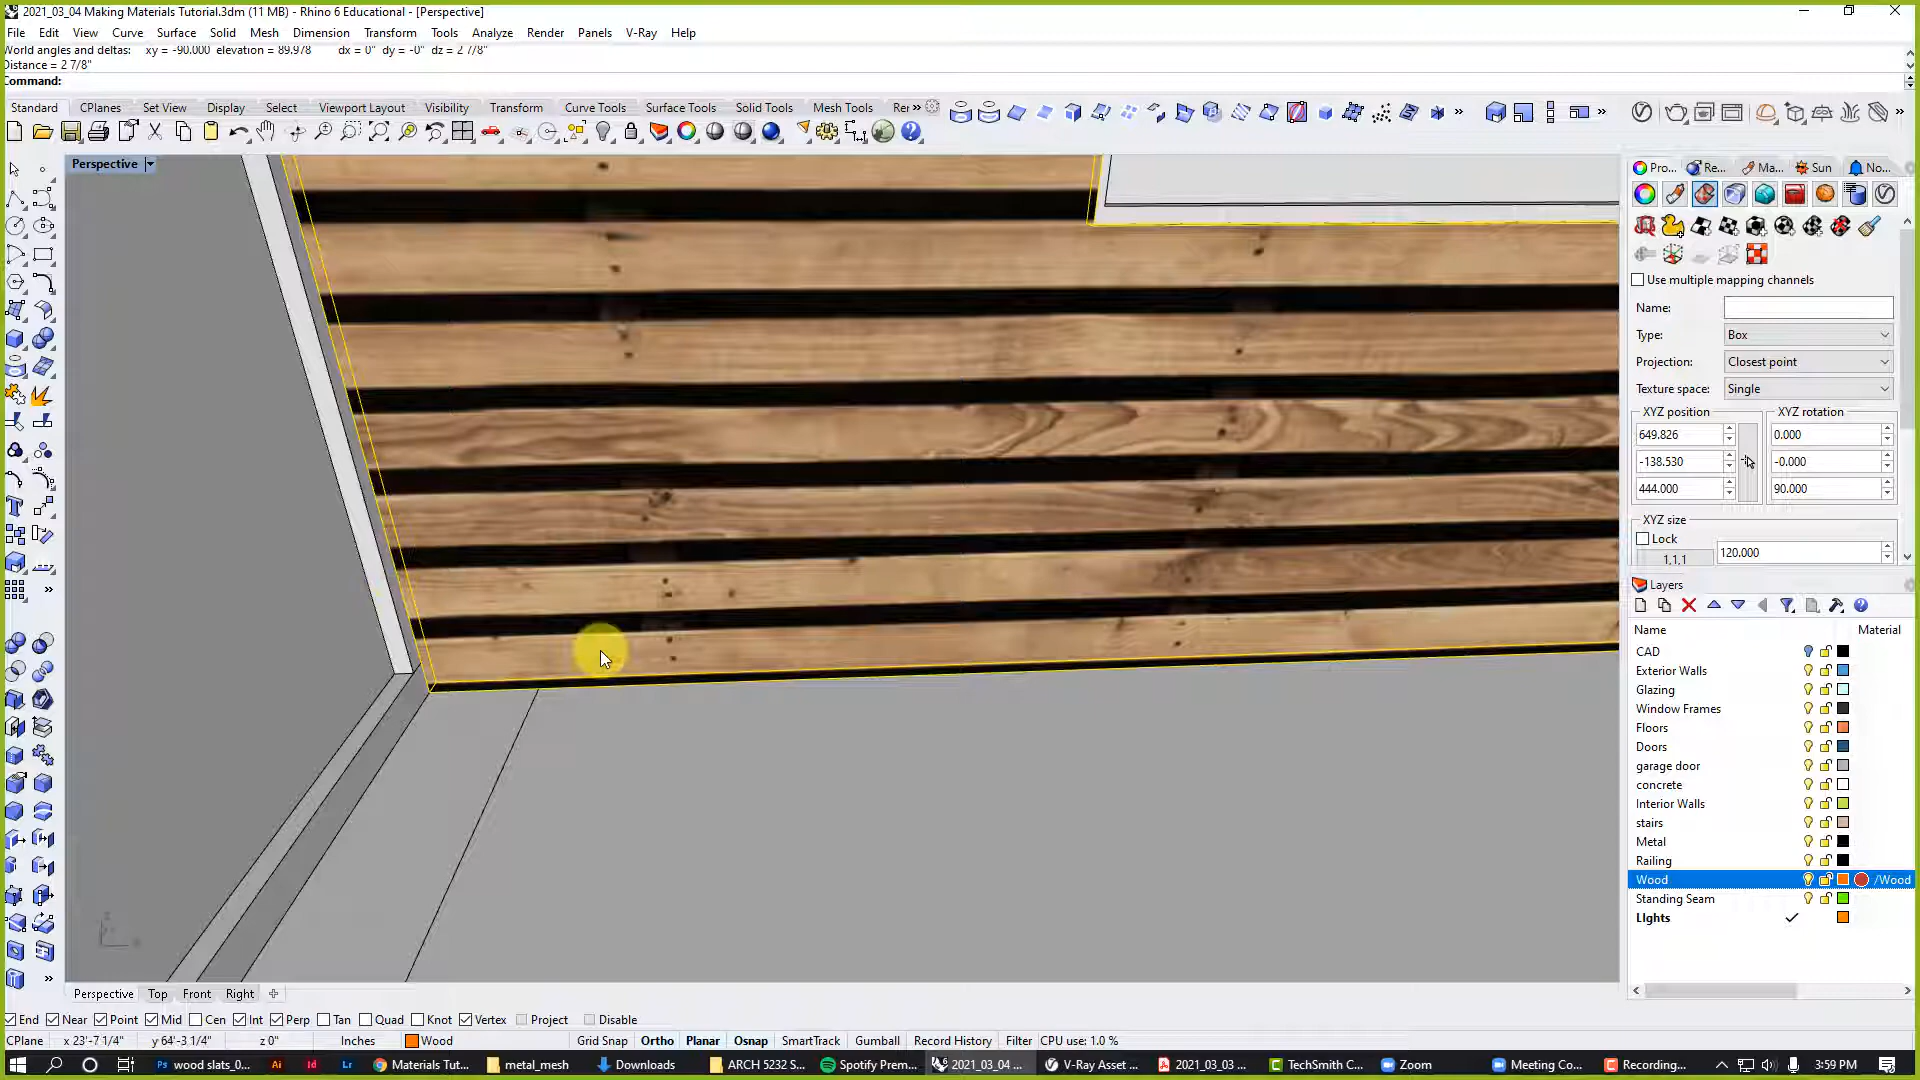 2021_03_04 Making Materials Tutorial.3dm (11 MB) - Rhino 6 Educational - [Perspective]
File Edit View Curve Surface Solid Mesh Dimension Transform Tools Analyze Render Panels V-Ray Help
World angles and deltas: xy = -90.000 elevation = 89.978 dx = 0" dy = -0" dz = 2 7/8"
Distance = 2 7/8"
Command:
Standard CPlanes Set View Display Select Viewport Layout Visibility Transform Curve Tools Surface Tools Solid Tools Mesh Tools Rer »
Perspective
Pro... Re... Ma... Sun No...
Use multiple mapping channels
Name:
Type: Box
Projection: Closest point
Texture space: Single
XYZ position XYZ rotation
649.826 0.000
-138.530 -0.000
444.000 90.000
XYZ size
Lock
1,1,1 120.000
Layers
Name Material
CAD
Exterior Walls
Glazing
Window Frames
Floors
Doors
garage door
concrete
Interior Walls
stairs
Metal
Railing
Wood /Wood
Standing Seam
LIghts
Perspective Top Front Right
End Near Point Mid Cen Int Perp Tan Quad Knot Vertex Project Disable
CPlane x 23'-7 1/4" y 64'-3 1/4" z 0" Inches Wood Grid Snap Ortho Planar Osnap SmartTrack Gumball Record History Filter CPU use: 1.0 %
wood slats_0... Materials Tut... metal_mesh Downloads ARCH 5232 S... Spotify Prem... 2021_03_04 ... V-Ray Asset ... 2021_03_03 ... TechSmith C... Zoom Meeting Co... Recording... 3:59 PM